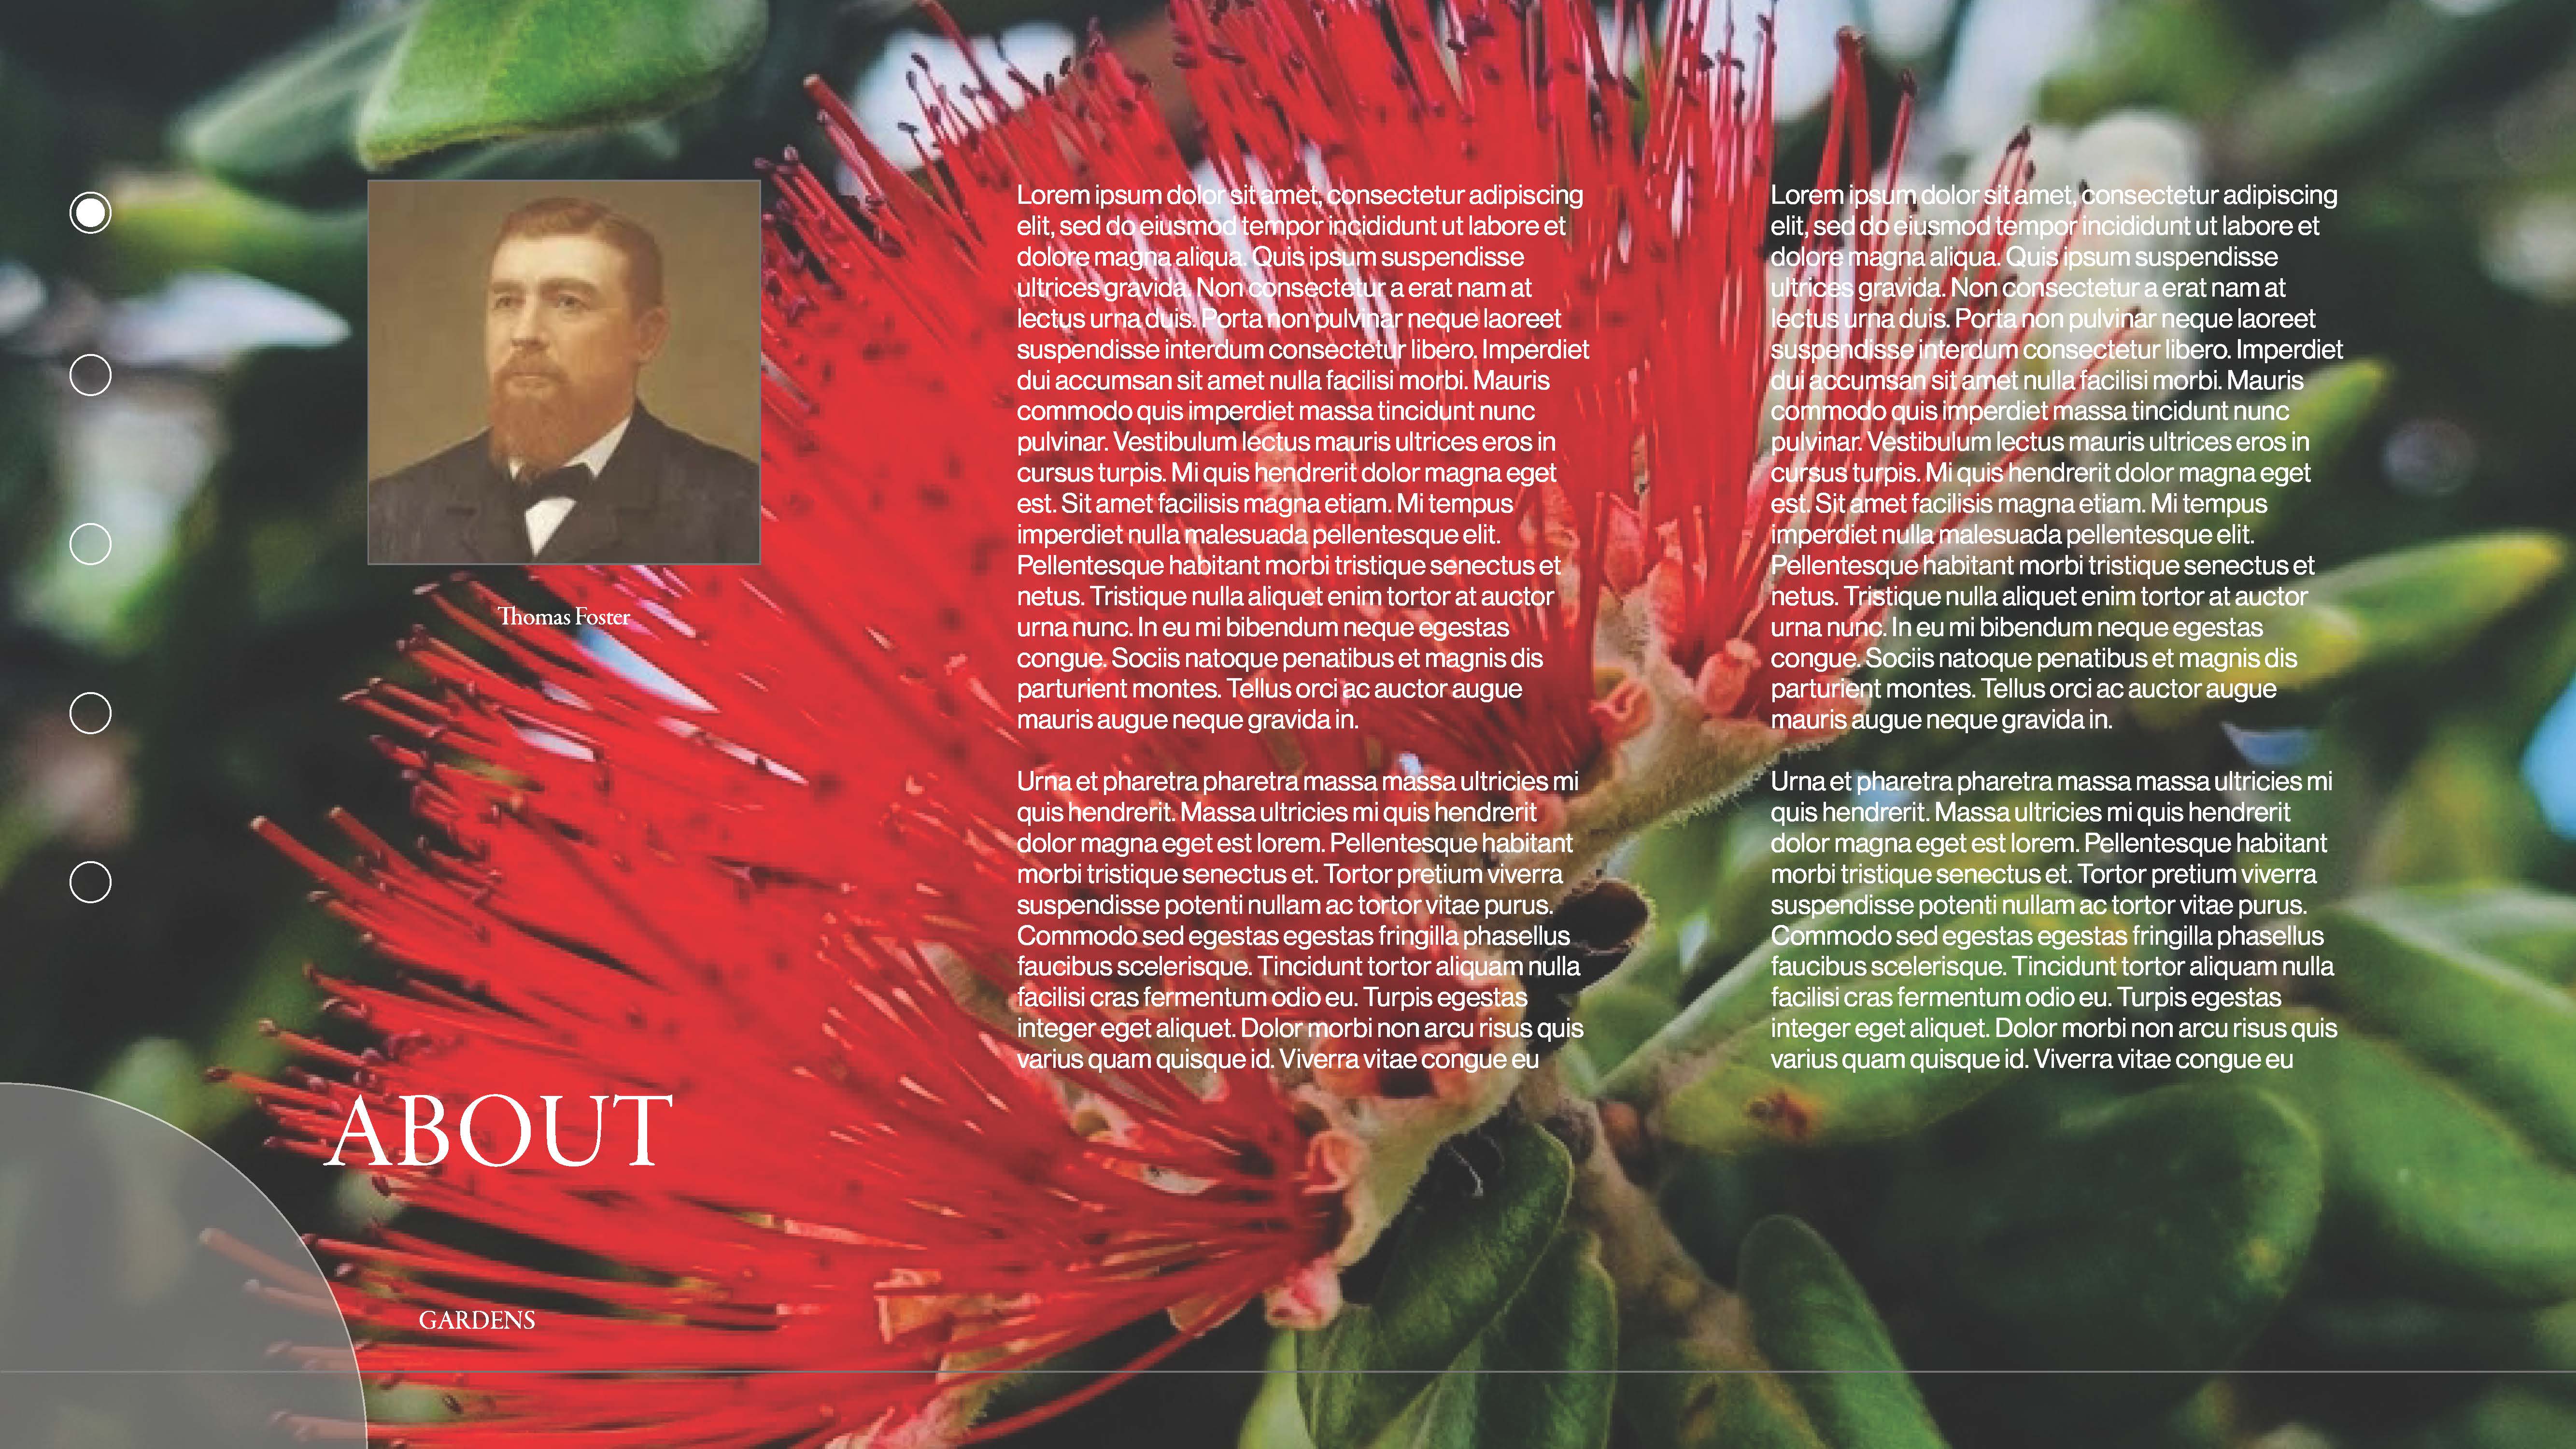 Thomas Foster
ABOUT
GARDENS
Lorem ipsum dolor sit amet, consectetur adipiscing
elit, sed do eiusmod tempor incididunt ut labore et
dolore magna aliqua. Quis ipsum suspendisse
ultrices gravida. Non consectetur a erat nam at
lectus urna duis. Porta non pulvinar neque laoreet
suspendisse interdum consectetur libero. Imperdiet
dui accumsan sit amet nulla facilisi morbi. Mauris
commodo quis imperdiet massa tincidunt nunc
pulvinar. Vestibulum lectus mauris ultrices eros in
cursus turpis. Mi quis hendrerit dolor magna eget
est. Sit amet facilisis magna etiam. Mi tempus
imperdiet nulla malesuada pellentesque elit.
Pellentesque habitant morbi tristique senectus et
netus. Tristique nulla aliquet enim tortor at auctor
urna nunc. In eu mi bibendum neque egestas
congue. Sociis natoque penatibus et magnis dis
parturient montes. Tellus orci ac auctor augue
mauris augue neque gravida in.
Urna et pharetra pharetra massa massa ultricies mi
quis hendrerit. Massa ultricies mi quis hendrerit
dolor magna eget est lorem. Pellentesque habitant
morbi tristique senectus et. Tortor pretium viverra
suspendisse potenti nullam ac tortor vitae purus.
Commodo sed egestas egestas fringilla phasellus
faucibus scelerisque. Tincidunt tortor aliquam nulla
facilisi cras fermentum odio eu. Turpis egestas
integer eget aliquet. Dolor morbi non arcu risus quis
varius quam quisque id. Viverra vitae congue eu
Lorem ipsum dolor sit amet, consectetur adipiscing
elit, sed do eiusmod tempor incididunt ut labore et
dolore magna aliqua. Quis ipsum suspendisse
ultrices gravida. Non consectetur a erat nam at
lectus urna duis. Porta non pulvinar neque laoreet
suspendisse interdum consectetur libero. Imperdiet
dui accumsan sit amet nulla facilisi morbi. Mauris
commodo quis imperdiet massa tincidunt nunc
pulvinar. Vestibulum lectus mauris ultrices eros in
cursus turpis. Mi quis hendrerit dolor magna eget
est. Sit amet facilisis magna etiam. Mi tempus
imperdiet nulla malesuada pellentesque elit.
Pellentesque habitant morbi tristique senectus et
netus. Tristique nulla aliquet enim tortor at auctor
urna nunc. In eu mi bibendum neque egestas
congue. Sociis natoque penatibus et magnis dis
parturient montes. Tellus orci ac auctor augue
mauris augue neque gravida in.
Urna et pharetra pharetra massa massa ultricies mi
quis hendrerit. Massa ultricies mi quis hendrerit
dolor magna eget est lorem. Pellentesque habitant
morbi tristique senectus et. Tortor pretium viverra
suspendisse potenti nullam ac tortor vitae purus.
Commodo sed egestas egestas fringilla phasellus
faucibus scelerisque. Tincidunt tortor aliquam nulla
facilisi cras fermentum odio eu. Turpis egestas
integer eget aliquet. Dolor morbi non arcu risus quis
varius quam quisque id. Viverra vitae congue eu